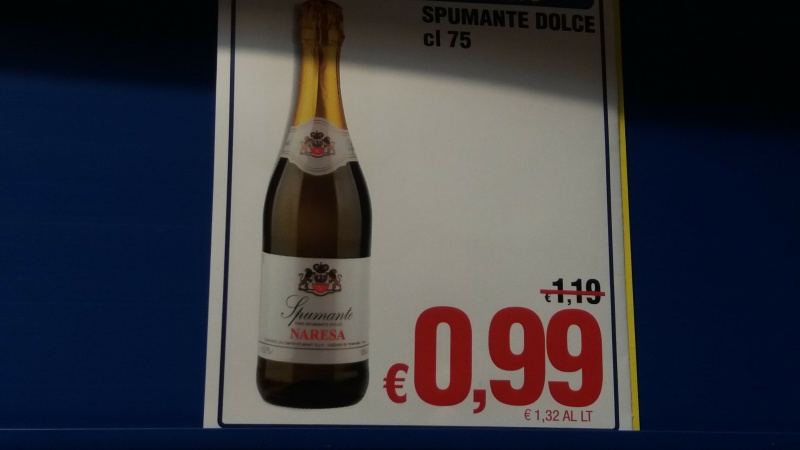 SPUMANTE DOLCE
cl 75
Spumante
NARESA
€1,19
€0,99
€ 1,32 AL LT